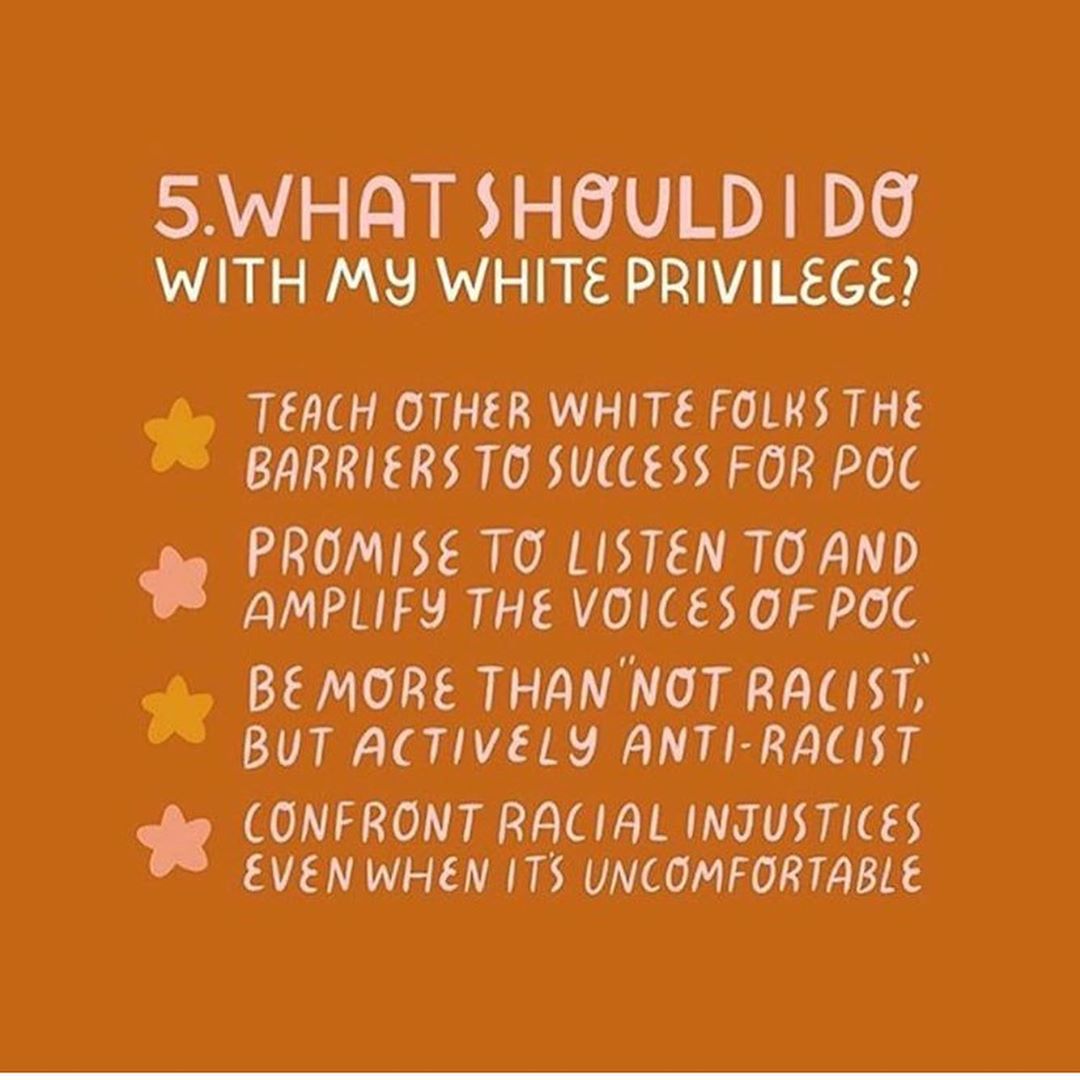 5. WHAT SHOULD I DO
WITH MY WHITE PRIVILEGE?
TEACH OTHER WHITE FOLKS THE
BARRIERS TO SUCCESS FOR POC
PROMISE TO LISTEN TO AND
AMPLIFY THE VOICES OF POC
BE MORE THAN "NOT RACIST,"
BUT ACTIVELY ANTI-RACIST
CONFRONT RACIAL INJUSTICES
EVEN WHEN IT'S UNCOMFORTABLE